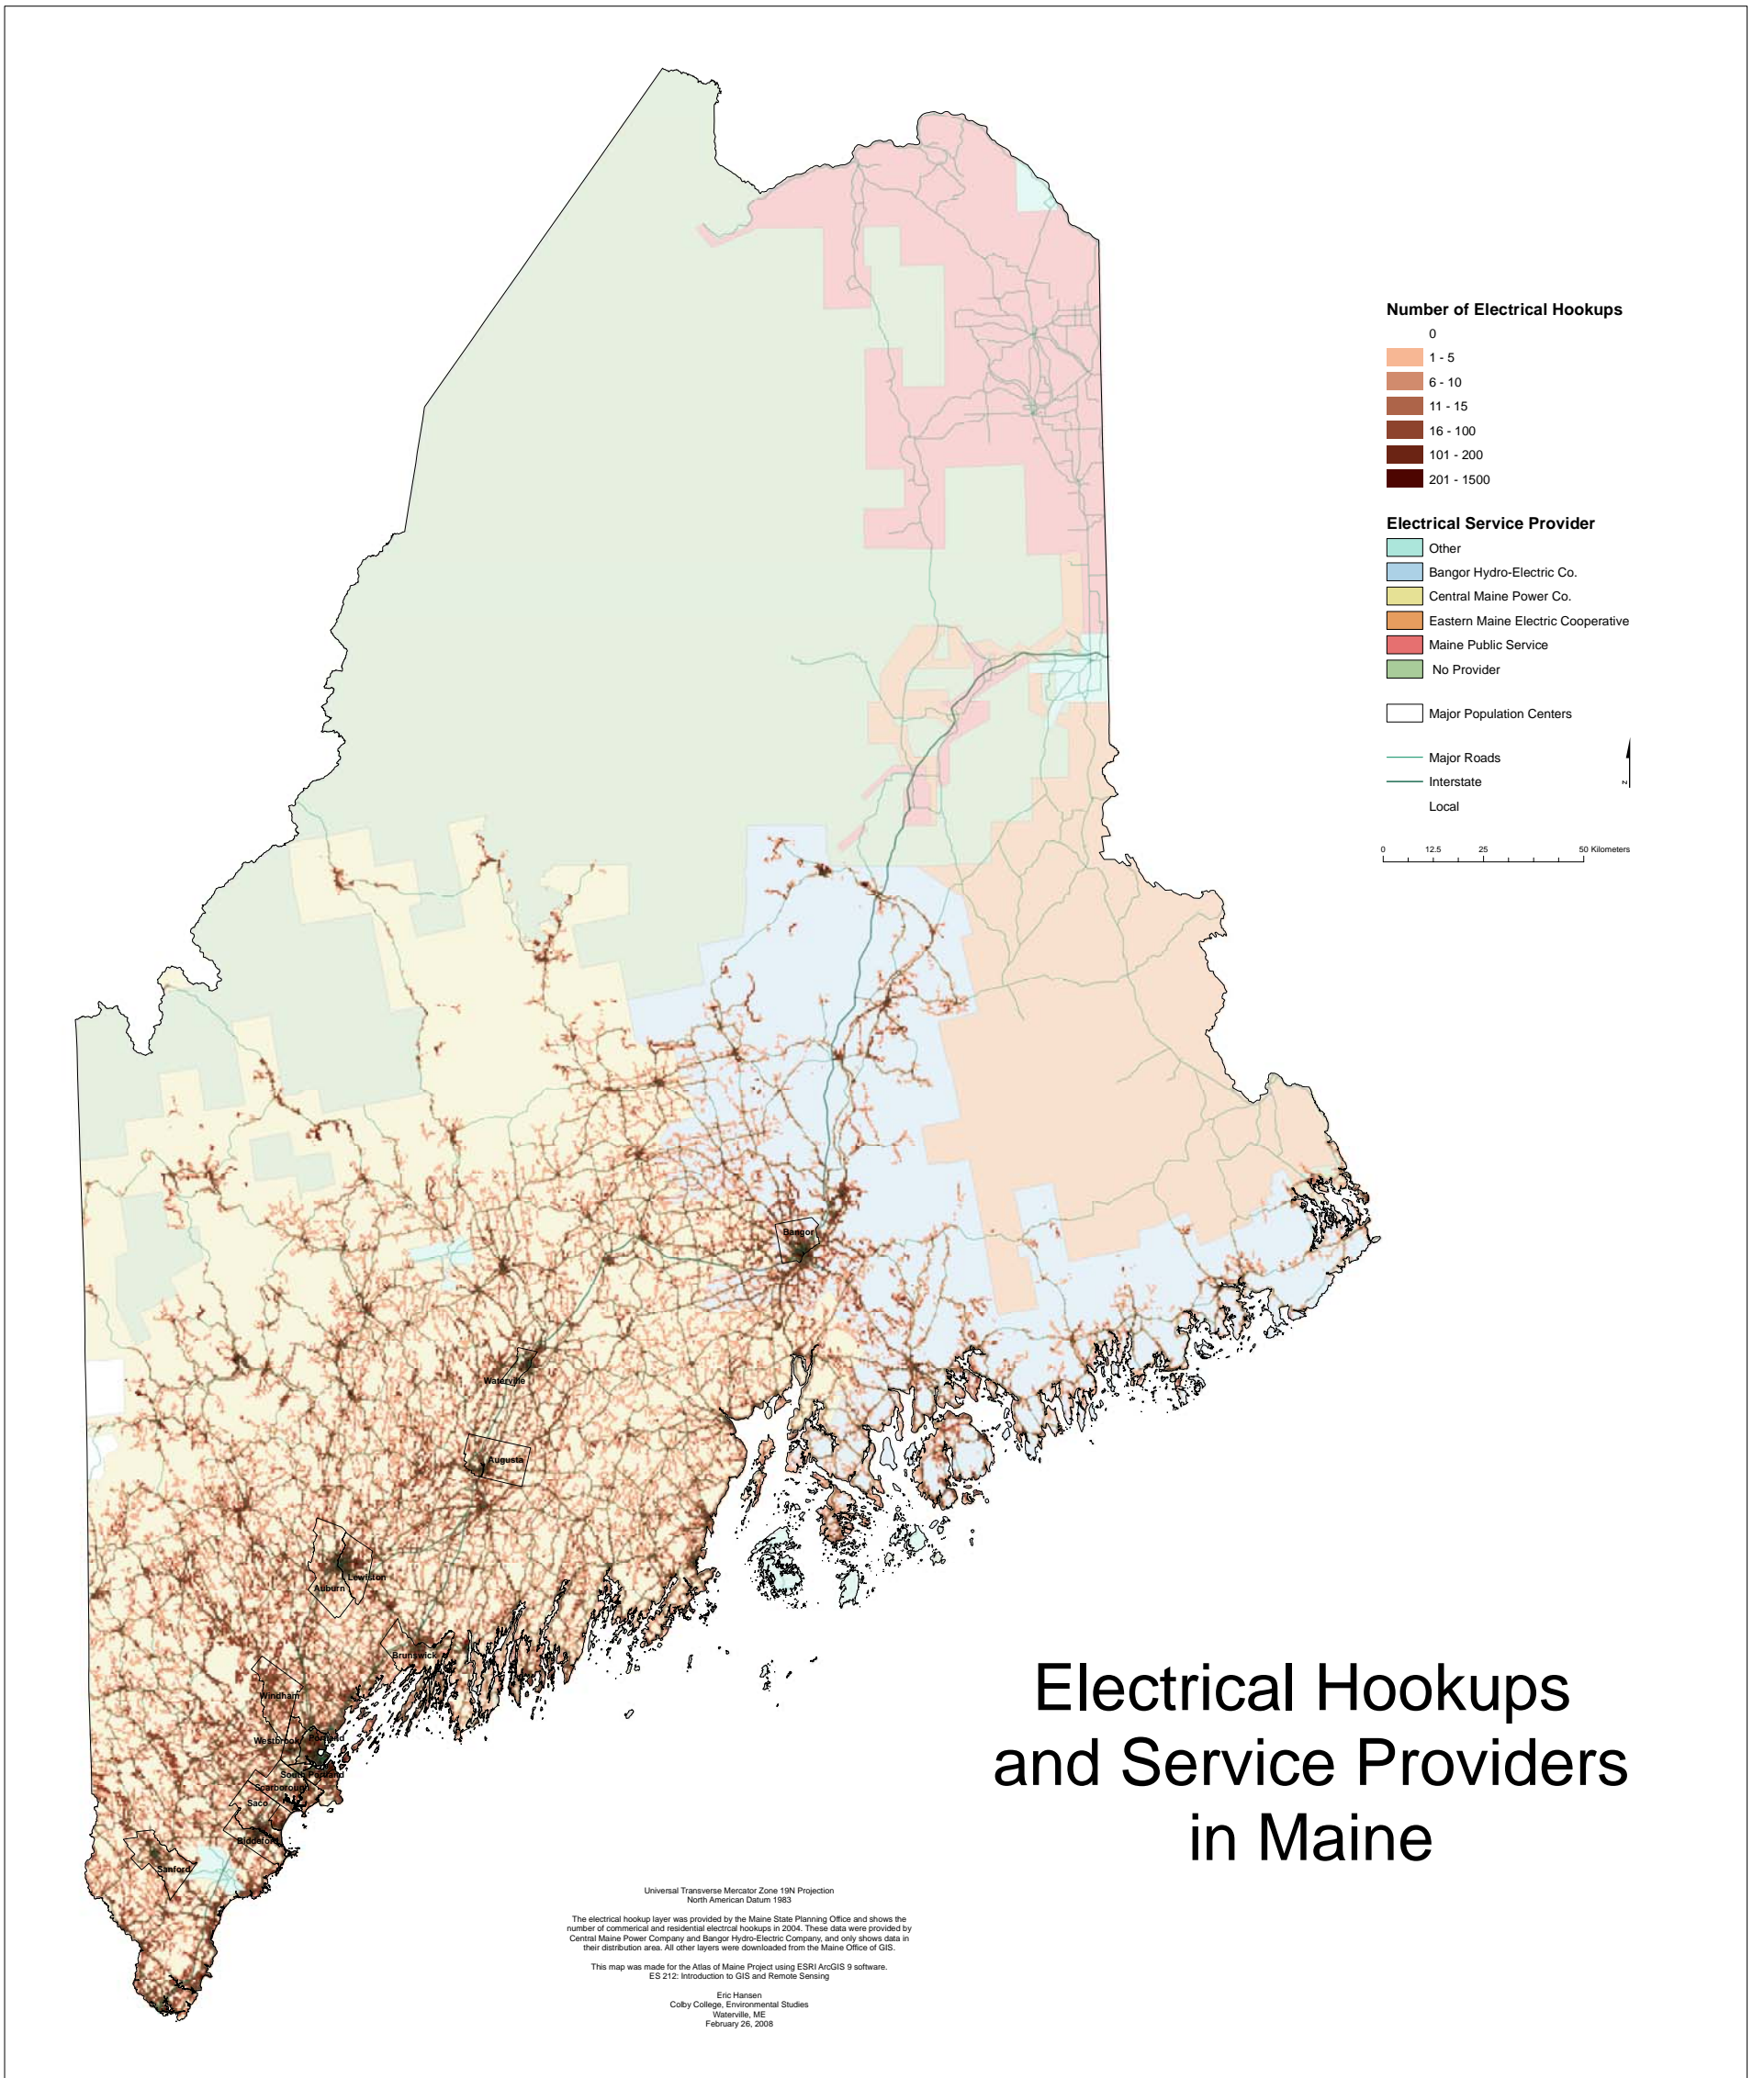 Number of Electrical Hookups
0
1 - 5
6 - 10
11 - 15
16 - 100
101 - 200
201 - 1500
Electrical Service Provider
Other
Bangor Hydro-Electric Co.
Central Maine Power Co.
Eastern Maine Electric Cooperative
Maine Public Service
No Provider
Major Population Centers
Major Roads
Interstate
Local
N
0 12.5 25 50 Kilometers
Bangor
Waterville
Augusta
Lewiston
Auburn
Brunswick
Windham
Westbrook
Portland
South Portland
Scarborough
Saco
Biddeford
Sanford
Electrical Hookups
and Service Providers
in Maine
Universal Transverse Mercator Zone 19N Projection
North American Datum 1983
The electrical hookup layer was provided by the Maine State Planning Office and shows the
number of commerical and residential electrcal hookups in 2004. These data were provided by
Central Maine Power Company and Bangor Hydro-Electric Company, and only shows data in
their distribution area. All other layers were downloaded from the Maine Office of GIS.
This map was made for the Atlas of Maine Project using ESRI ArcGIS 9 software.
ES 212: Introduction to GIS and Remote Sensing
Eric Hansen
Colby College, Environmental Studies
Waterville, ME
February 26, 2008